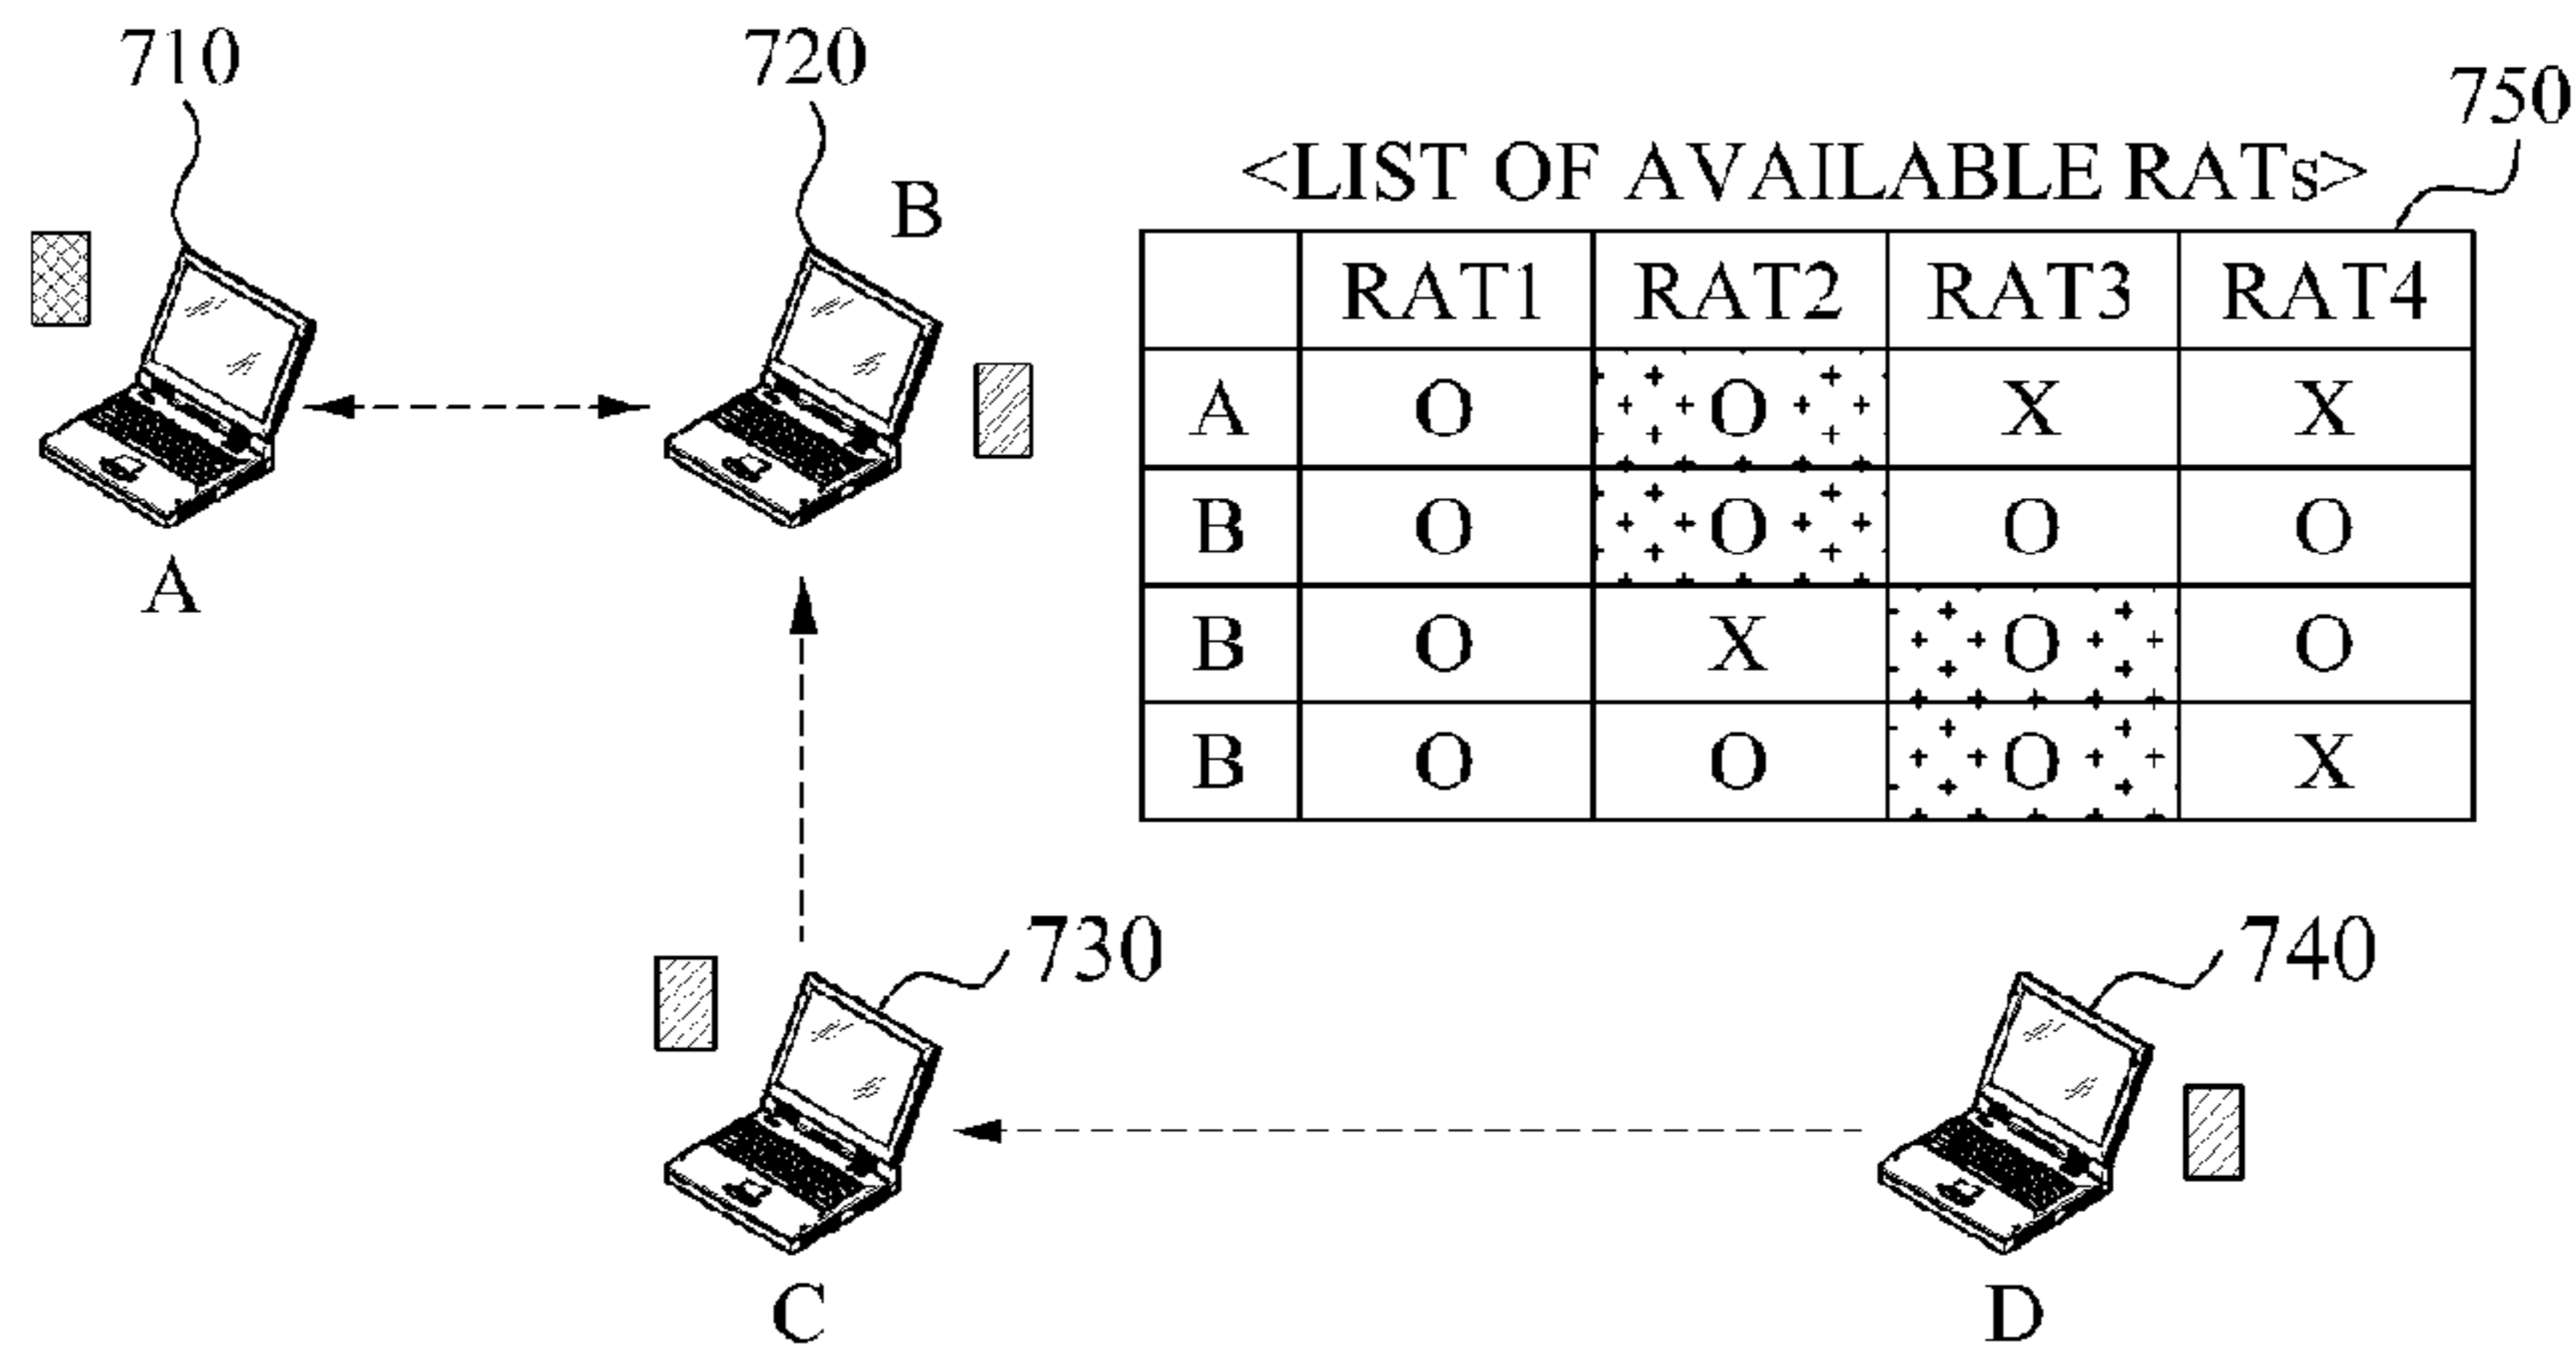 710
720
750
B
<LIST OF AVAILABLE RATs>
RAT1 RAT2 RAT3 RAT4
A O O X X
B O O O O
B O X O O
B O O O X
A
730
740
C
D